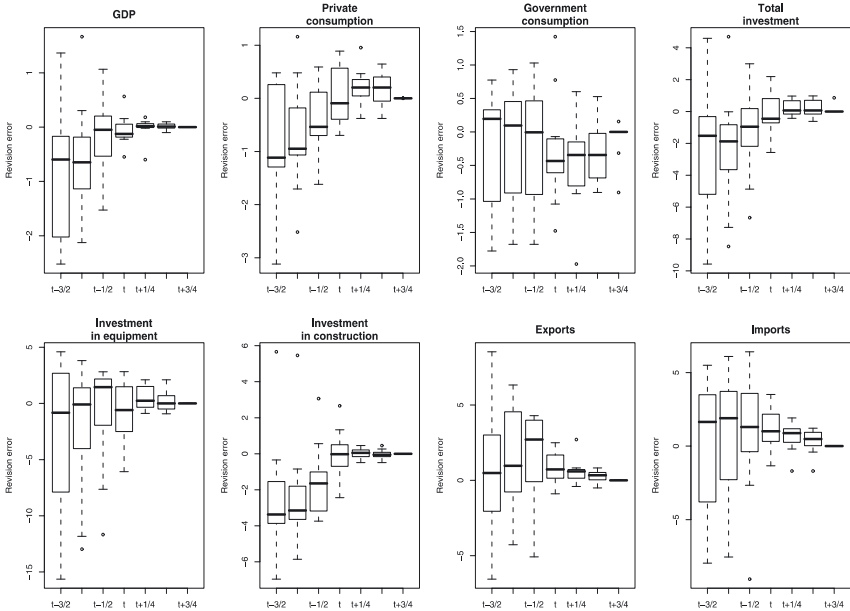 GDP
Revision error
1
0
−1
−2
t−3/2
t−1/2
t
t+1/4
t+3/4
Private
consumption
Revision error
1
0
−1
−2
−3
t−3/2
t−1/2
t
t+1/4
t+3/4
Government
consumption
Revision error
1.5
1.0
0.5
0.0
−0.5
−1.0
−1.5
−2.0
t−3/2
t−1/2
t
t+1/4
t+3/4
Total
investment
Revision error
4
2
0
−2
−4
−6
−8
−10
t−3/2
t−1/2
t
t+1/4
t+3/4
Investment
in equipment
Revision error
5
0
−5
−10
−15
t−3/2
t−1/2
t
t+1/4
t+3/4
Investment
in construction
Revision error
6
4
2
0
−2
−4
−6
t−3/2
t−1/2
t
t+1/4
t+3/4
Exports
Revision error
5
0
−5
t−3/2
t−1/2
t
t+1/4
t+3/4
Imports
Revision error
5
0
−5
t−3/2
t−1/2
t
t+1/4
t+3/4